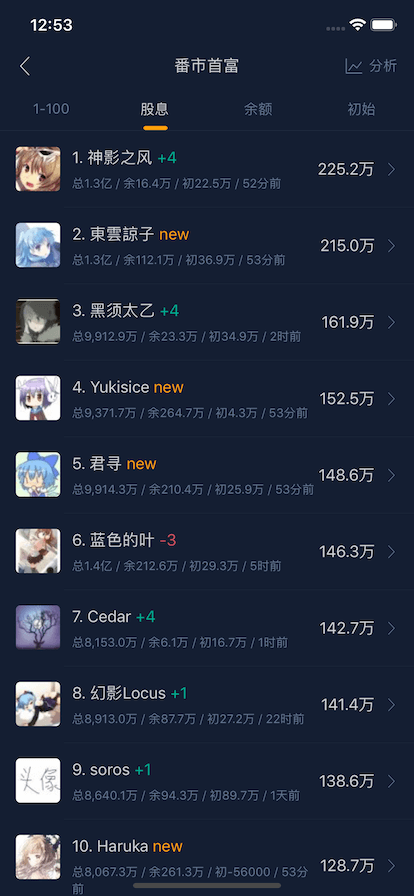 12:53
番市首富
分析
1-100 股息 余额 初始
1. 神影之风 +4
225.2万
总1.3亿 / 余16.4万 / 初22.5万 / 52分前
2. 東雲諒子 new
215.0万
总1.3亿 / 余112.1万 / 初36.9万 / 53分前
3. 黑须太乙 +4
161.9万
总9,912.9万 / 余23.3万 / 初34.9万 / 2时前
4. Yukisice new
152.5万
总9,371.7万 / 余264.7万 / 初4.3万 / 53分前
5. 君寻 new
148.6万
总9,914.3万 / 余210.4万 / 初25.9万 / 53分前
6. 蓝色的叶 -3
146.3万
总1.4亿 / 余212.6万 / 初29.3万 / 5时前
7. Cedar +4
142.7万
总8,153.0万 / 余6.1万 / 初16.7万 / 1时前
8. 幻影Locus +1
141.4万
总8,913.0万 / 余87.7万 / 初27.2万 / 22时前
头像
9. soros +1
138.6万
总8,640.1万 / 余94.3万 / 初89.7万 / 1天前
10. Haruka new
128.7万
总8,067.3万 / 余261.3万 / 初-56000 / 53分
前